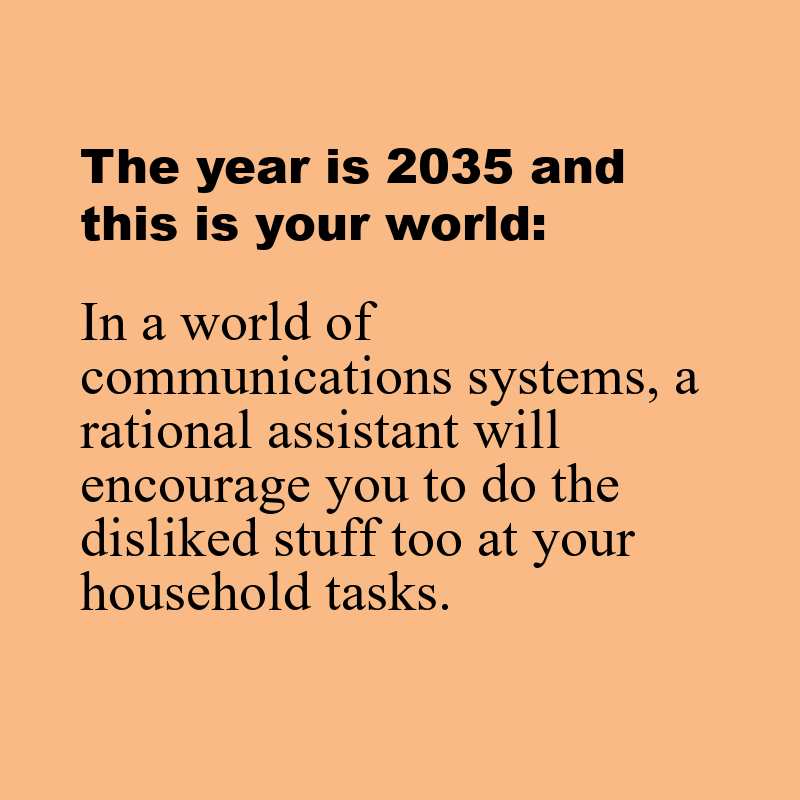 The year is 2035 and
this is your world:
In a world of
communications systems, a
rational assistant will
encourage you to do the
disliked stuff too at your
household tasks.